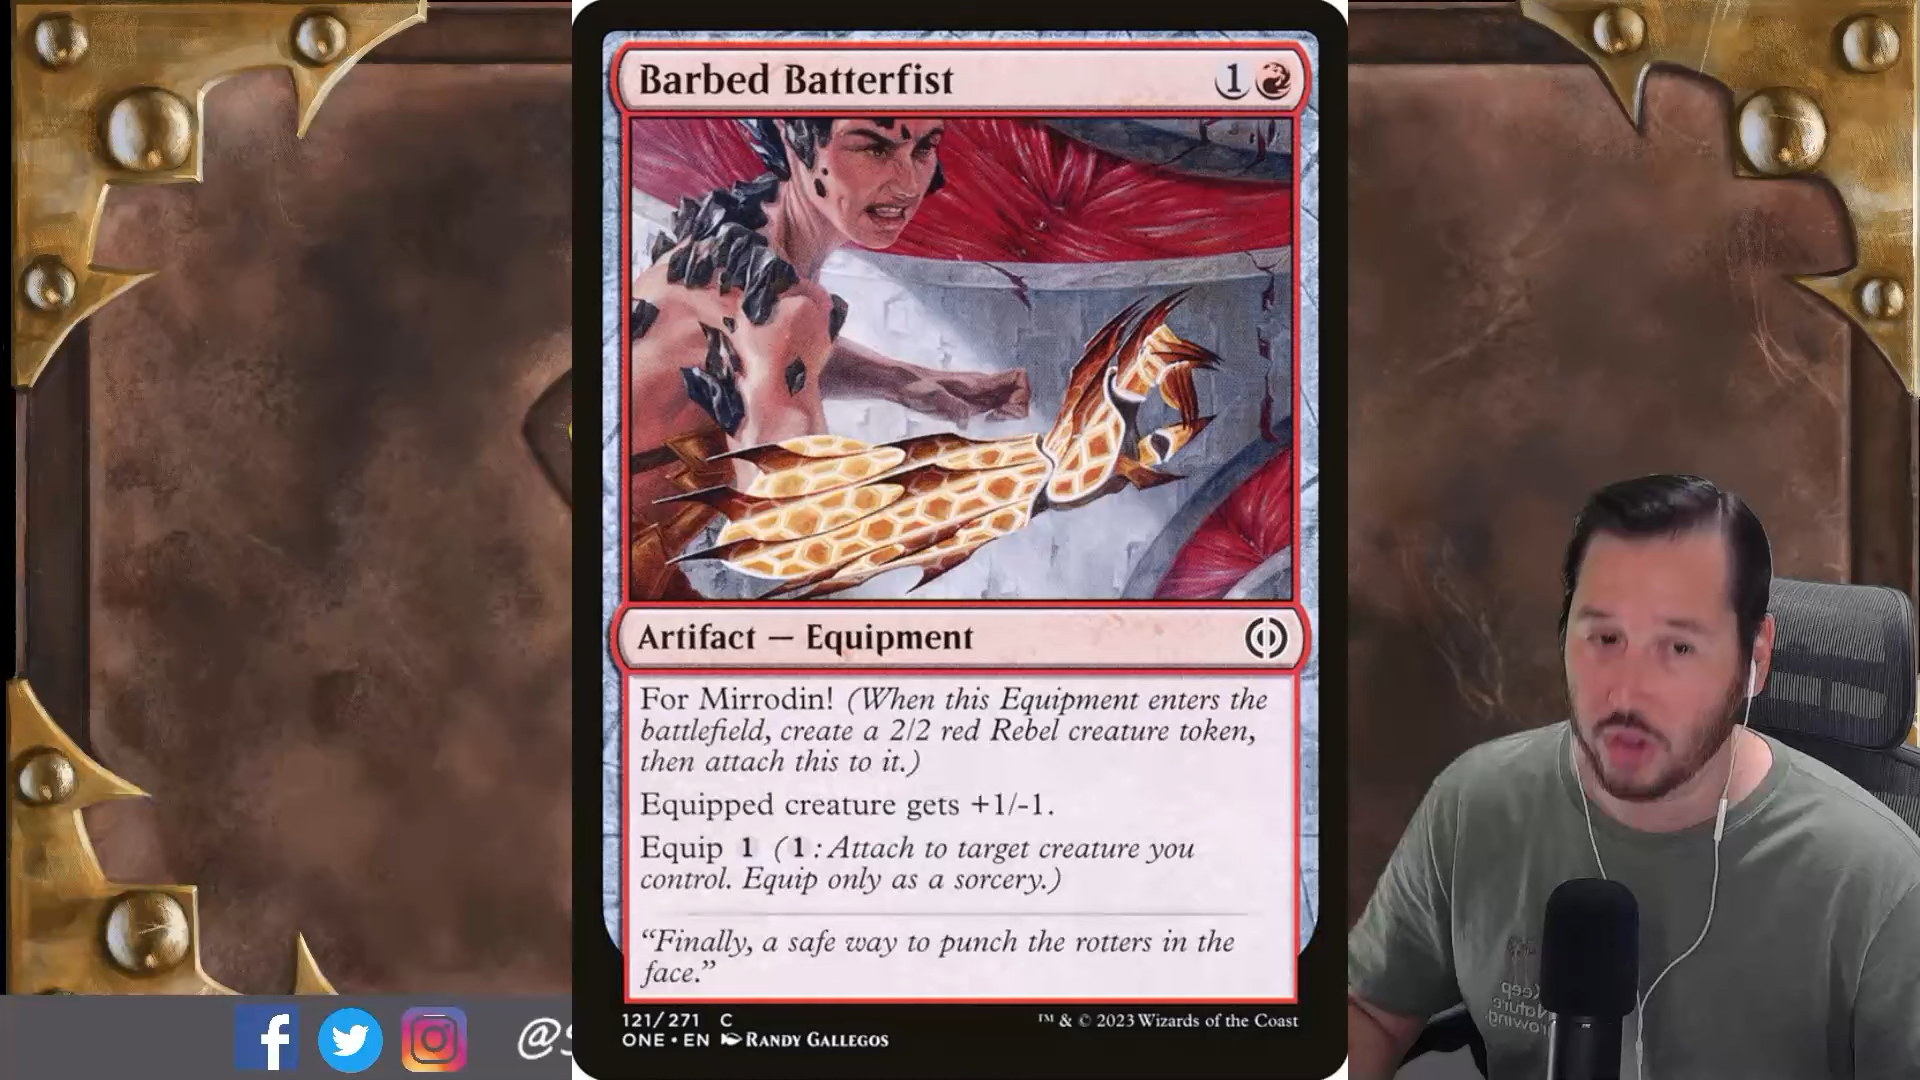 Barbed Batterfist 1
Artifact — Equipment
For Mirrodin! (When this Equipment enters the
battlefield, create a 2/2 red Rebel creature token,
then attach this to it.)
Equipped creature gets +1/-1.
Equip 1 (1: Attach to target creature you
control. Equip only as a sorcery.)
“Finally, a safe way to punch the rotters in the
face.”
121/271 C
ONE • EN RANDY GALLEGOS
™ & © 2023 Wizards of the Coast
f
@S
Keep
Nature